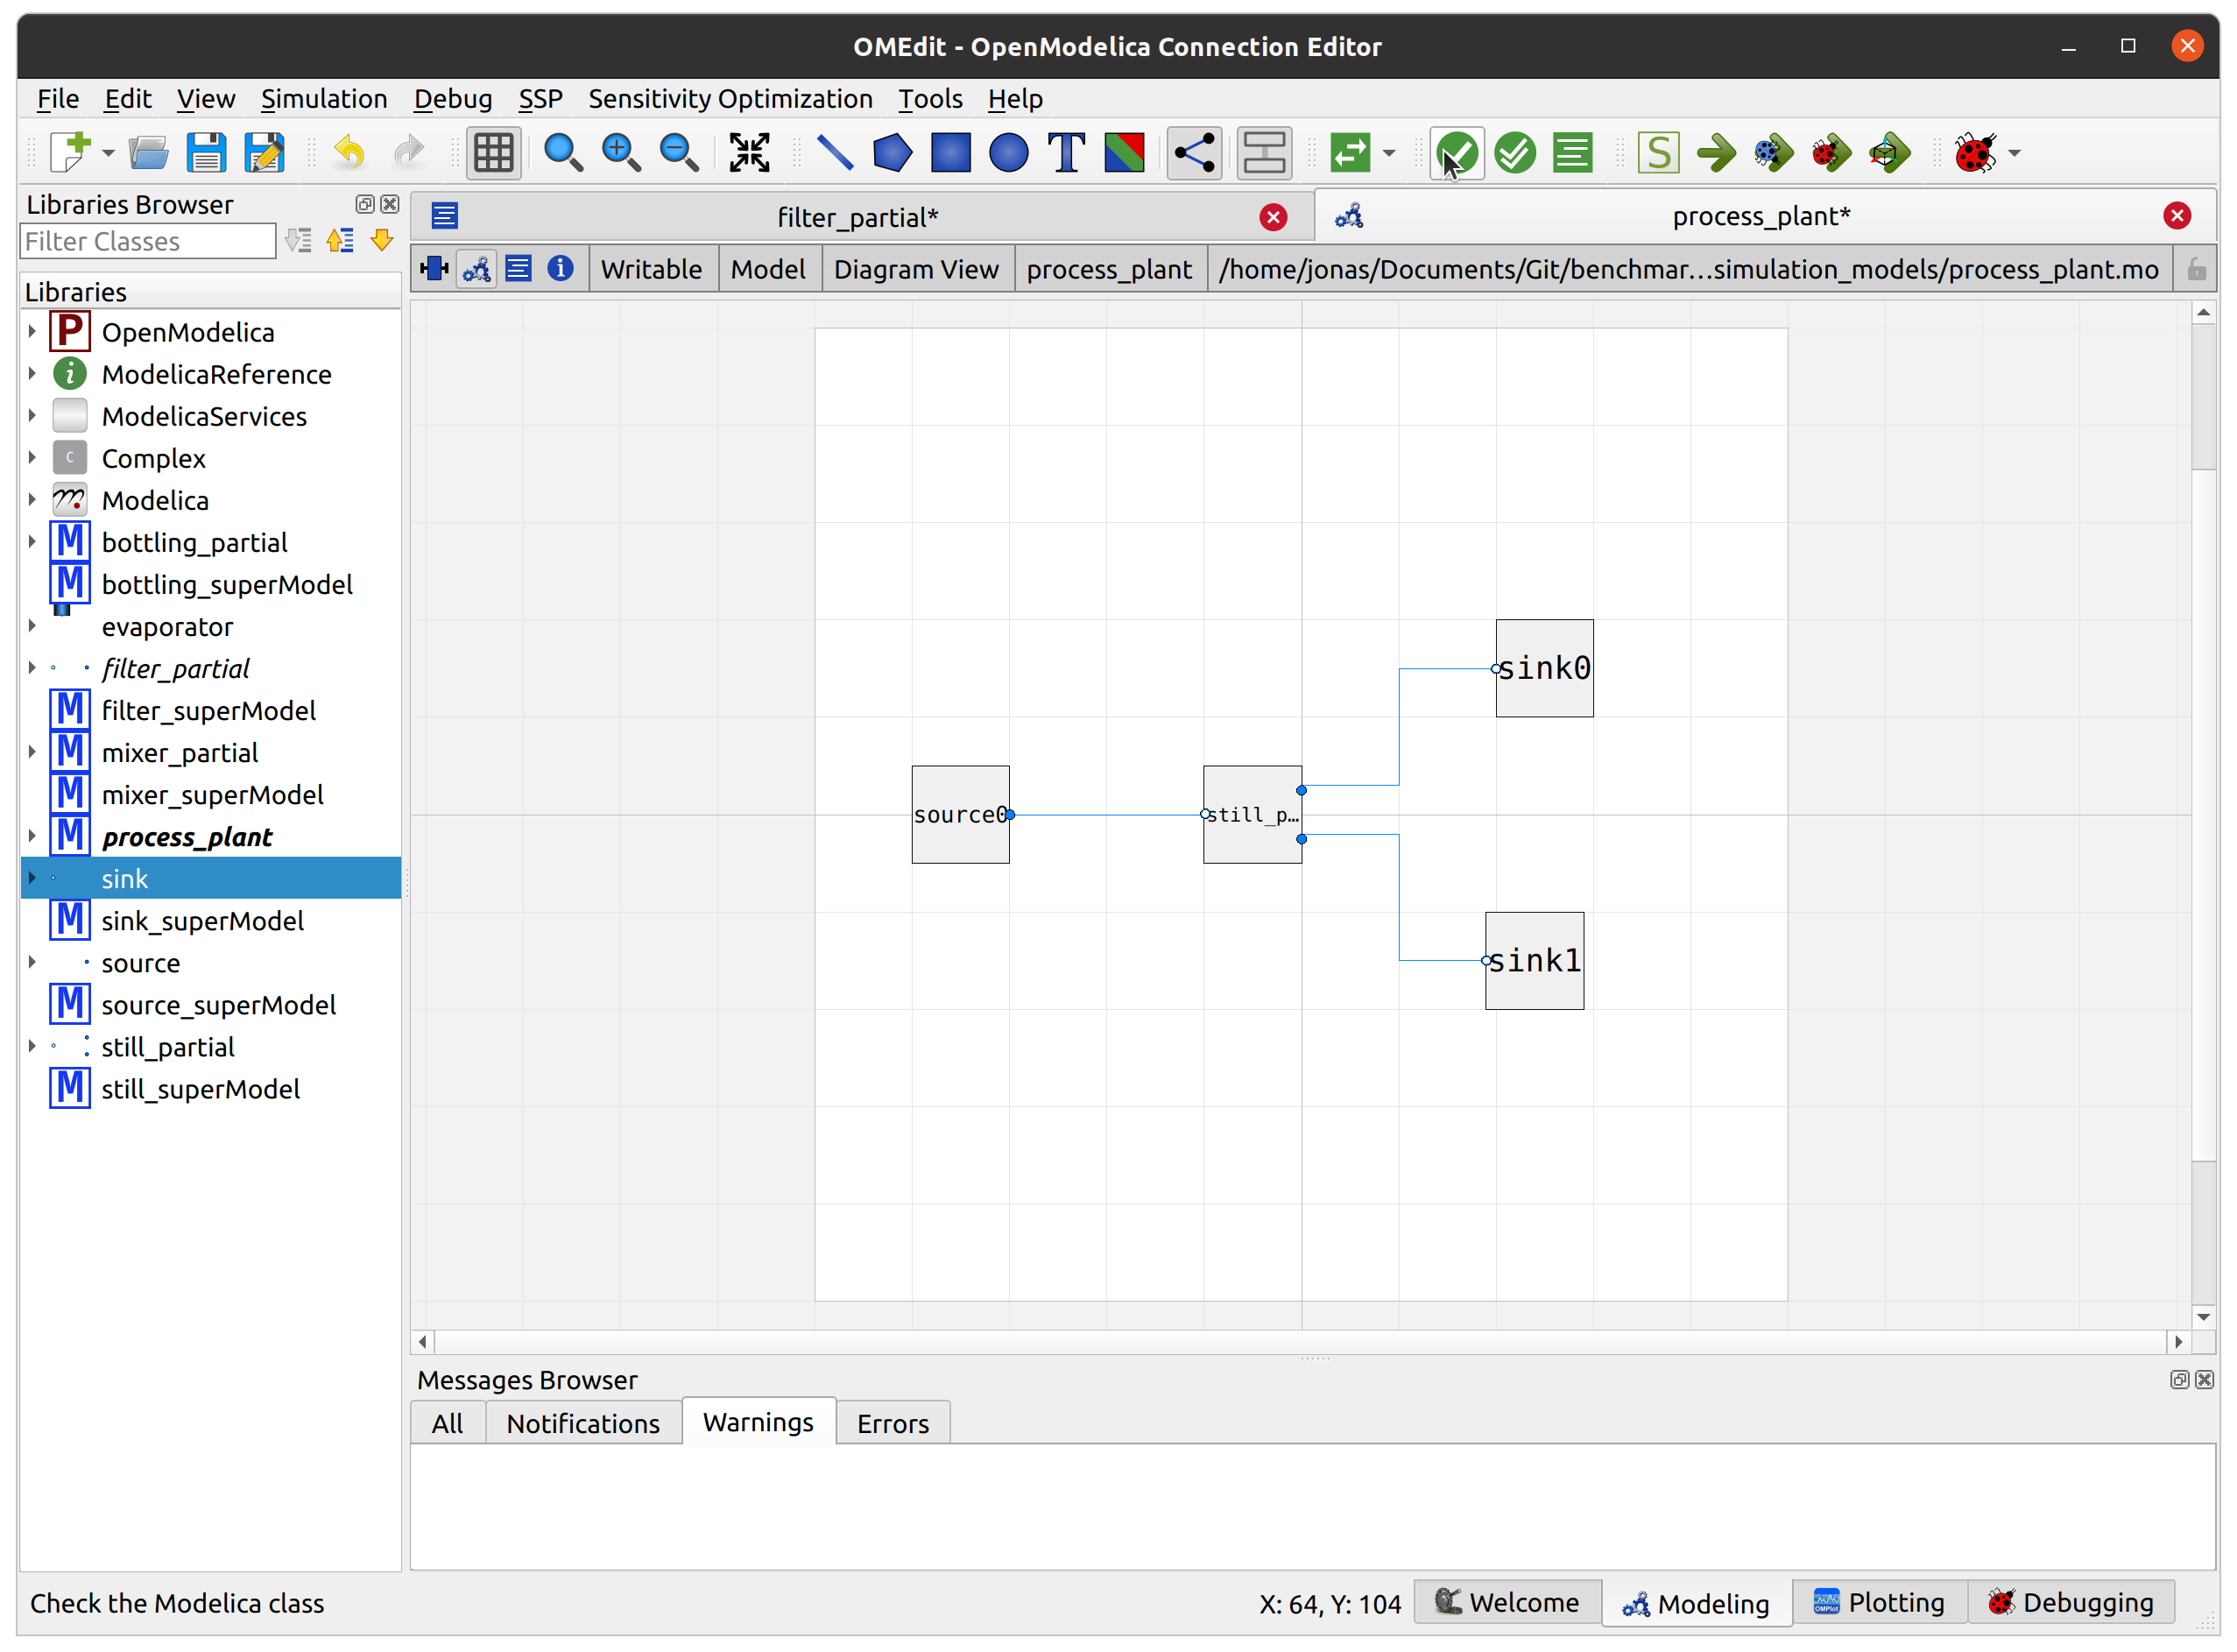 OMEdit - OpenModelica Connection Editor
File Edit View Simulation Debug SSP Sensitivity Optimization Tools Help
T
S
Libraries Browser
Filter Classes
filter_partial*
process_plant*
Writable
Model
Diagram View
process_plant
/home/jonas/Documents/Git/benchmar...simulation_models/process_plant.mo
Libraries
P OpenModelica
i ModelicaReference
ModelicaServices
C Complex
m Modelica
M bottling_partial
M bottling_superModel
evaporator
filter_partial
M filter_superModel
M mixer_partial
M mixer_superModel
M process_plant
sink
M sink_superModel
source
M source_superModel
still_partial
M still_superModel
sink0
source0
still_p...
sink1
Messages Browser
All
Notifications
Warnings
Errors
Check the Modelica class
X: 64, Y: 104
Welcome
Modeling
OMPlot
Plotting
Debugging